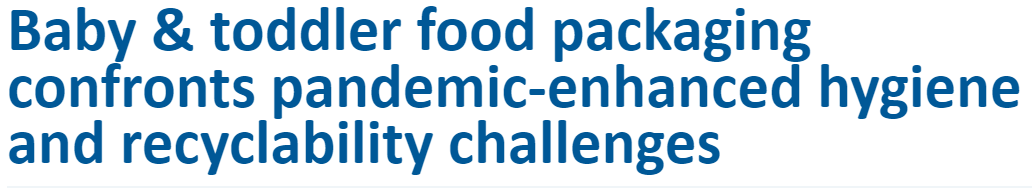 Baby & toddler food packaging
confronts pandemic-enhanced hygiene
and recyclability challenges